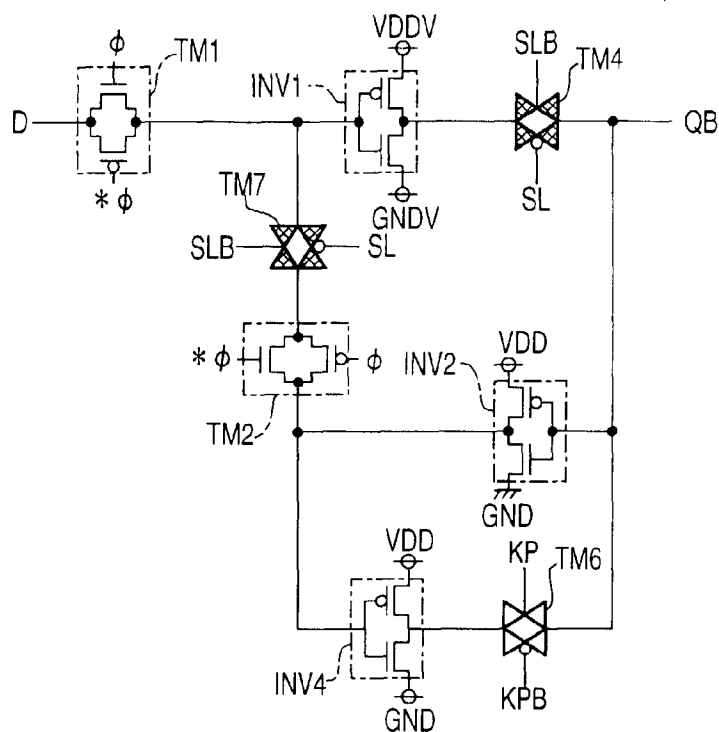 VDDV
ϕ
TM1
SLB
TM4
INV1
D
QB
* ϕ
SL
TM7
GNDV
SLB
SL
VDD
* ϕ
ϕ
INV2
TM2
GND
VDD
KP
TM6
INV4
KPB
GND